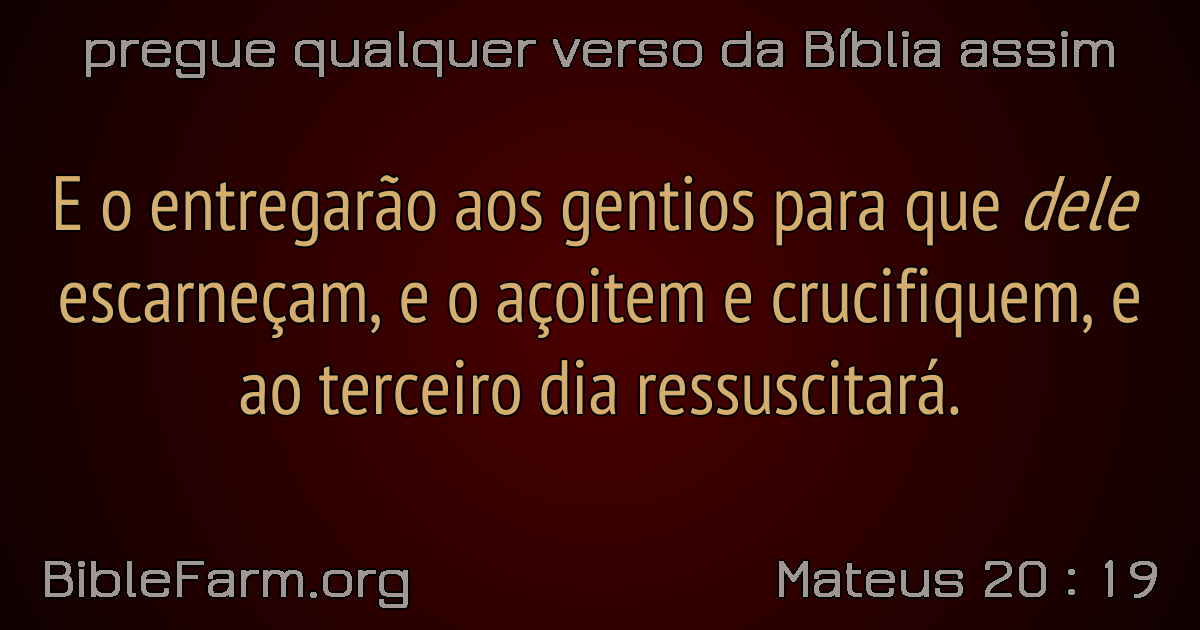 pregue qualquer verso da Bíblia assim
E o entregarão aos gentios para que dele
escarneçam, e o açoitem e crucifiquem, e
ao terceiro dia ressuscitará.
BibleFarm.org
Mateus 20 : 19